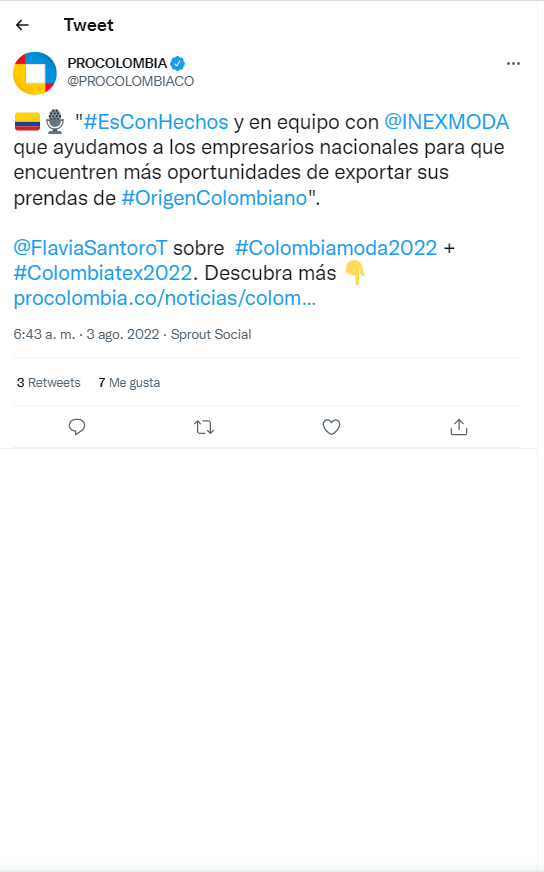 Tweet
PROCOLOMBIA
@PROCOLOMBIACO
"#EsConHechos y en equipo con @INEXMODA
que ayudamos a los empresarios nacionales para que
encuentren más oportunidades de exportar sus
prendas de #OrigenColombiano".
@FlaviaSantoroT sobre #Colombiamoda2022 +
#Colombiatex2022. Descubra más
procolombia.co/noticias/colom...
6:43 a. m. · 3 ago. 2022 · Sprout Social
3 Retweets 7 Me gusta